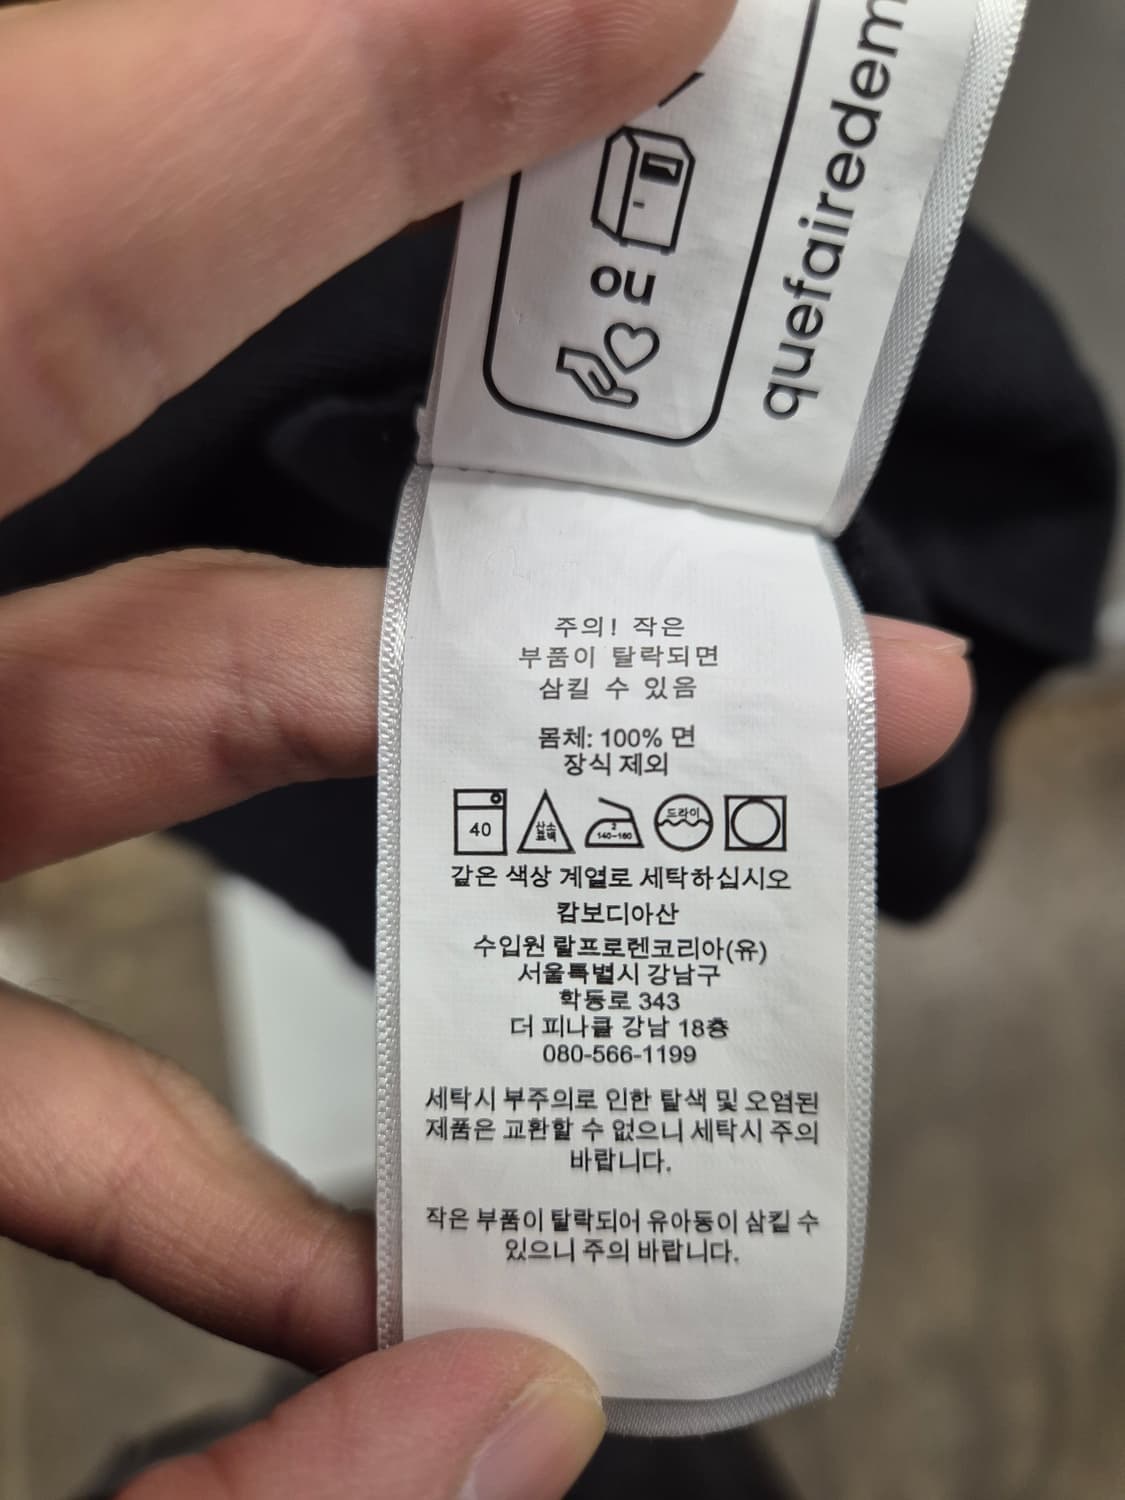 ou
quefairedem
주의! 작은
부품이 탈락되면
삼킬 수 있음
몸체: 100% 면
장식 제외
40
산소
표백
2
140~160
드라이
같은 색상 계열로 세탁하십시오
캄보디아산
수입원 랄프로렌코리아(유)
서울특별시 강남구
학동로 343
더 피나클 강남 18층
080-566-1199
세탁시 부주의로 인한 탈색 및 오염된
제품은 교환할 수 없으니 세탁시 주의
바랍니다.
작은 부품이 탈락되어 유아동이 삼킬 수
있으니 주의 바랍니다.